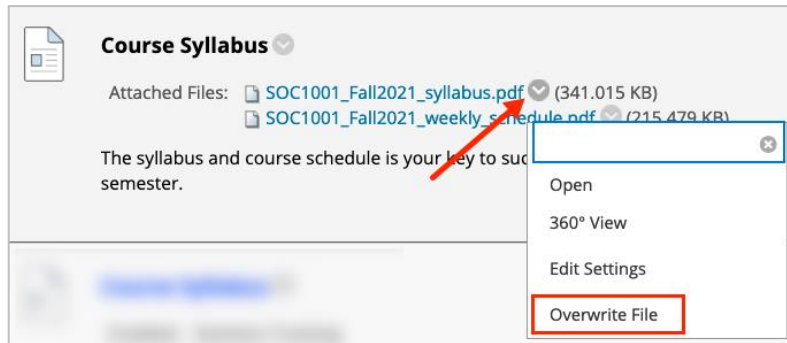 Course Syllabus
Attached Files: SOC1001_Fall2021_syllabus.pdf (341.015 KB)
SOC1001_Fall2021_weekly_schedule.pdf (215.479 KB)
The syllabus and course schedule is your key to suc
semester.
Open
360° View
Edit Settings
Overwrite File